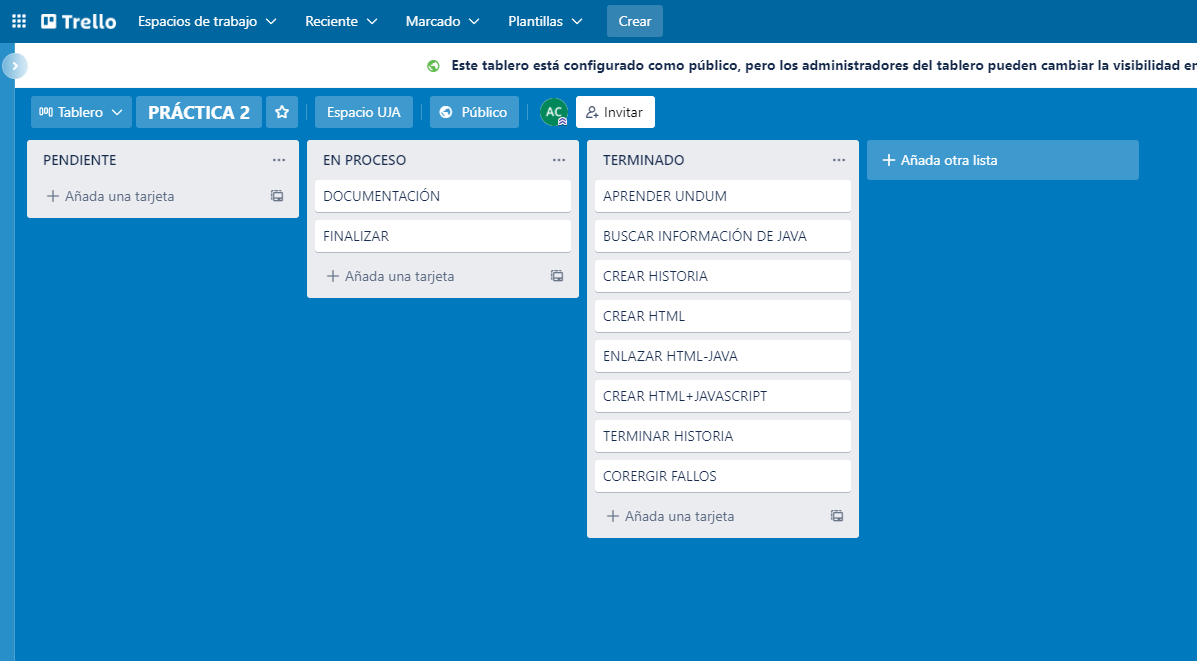 Trello Espacios de trabajo Reciente Marcado Plantillas Crear
Este tablero está configurado como público, pero los administradores del tablero pueden cambiar la visibilidad en
Tablero PRÁCTICA 2 Espacio UJA Público AC Invitar
PENDIENTE
Añada una tarjeta
EN PROCESO
DOCUMENTACIÓN
FINALIZAR
Añada una tarjeta
TERMINADO
APRENDER UNDUM
BUSCAR INFORMACIÓN DE JAVA
CREAR HISTORIA
CREAR HTML
ENLAZAR HTML-JAVA
CREAR HTML+JAVASCRIPT
TERMINAR HISTORIA
CORERGIR FALLOS
Añada una tarjeta
Añada otra lista